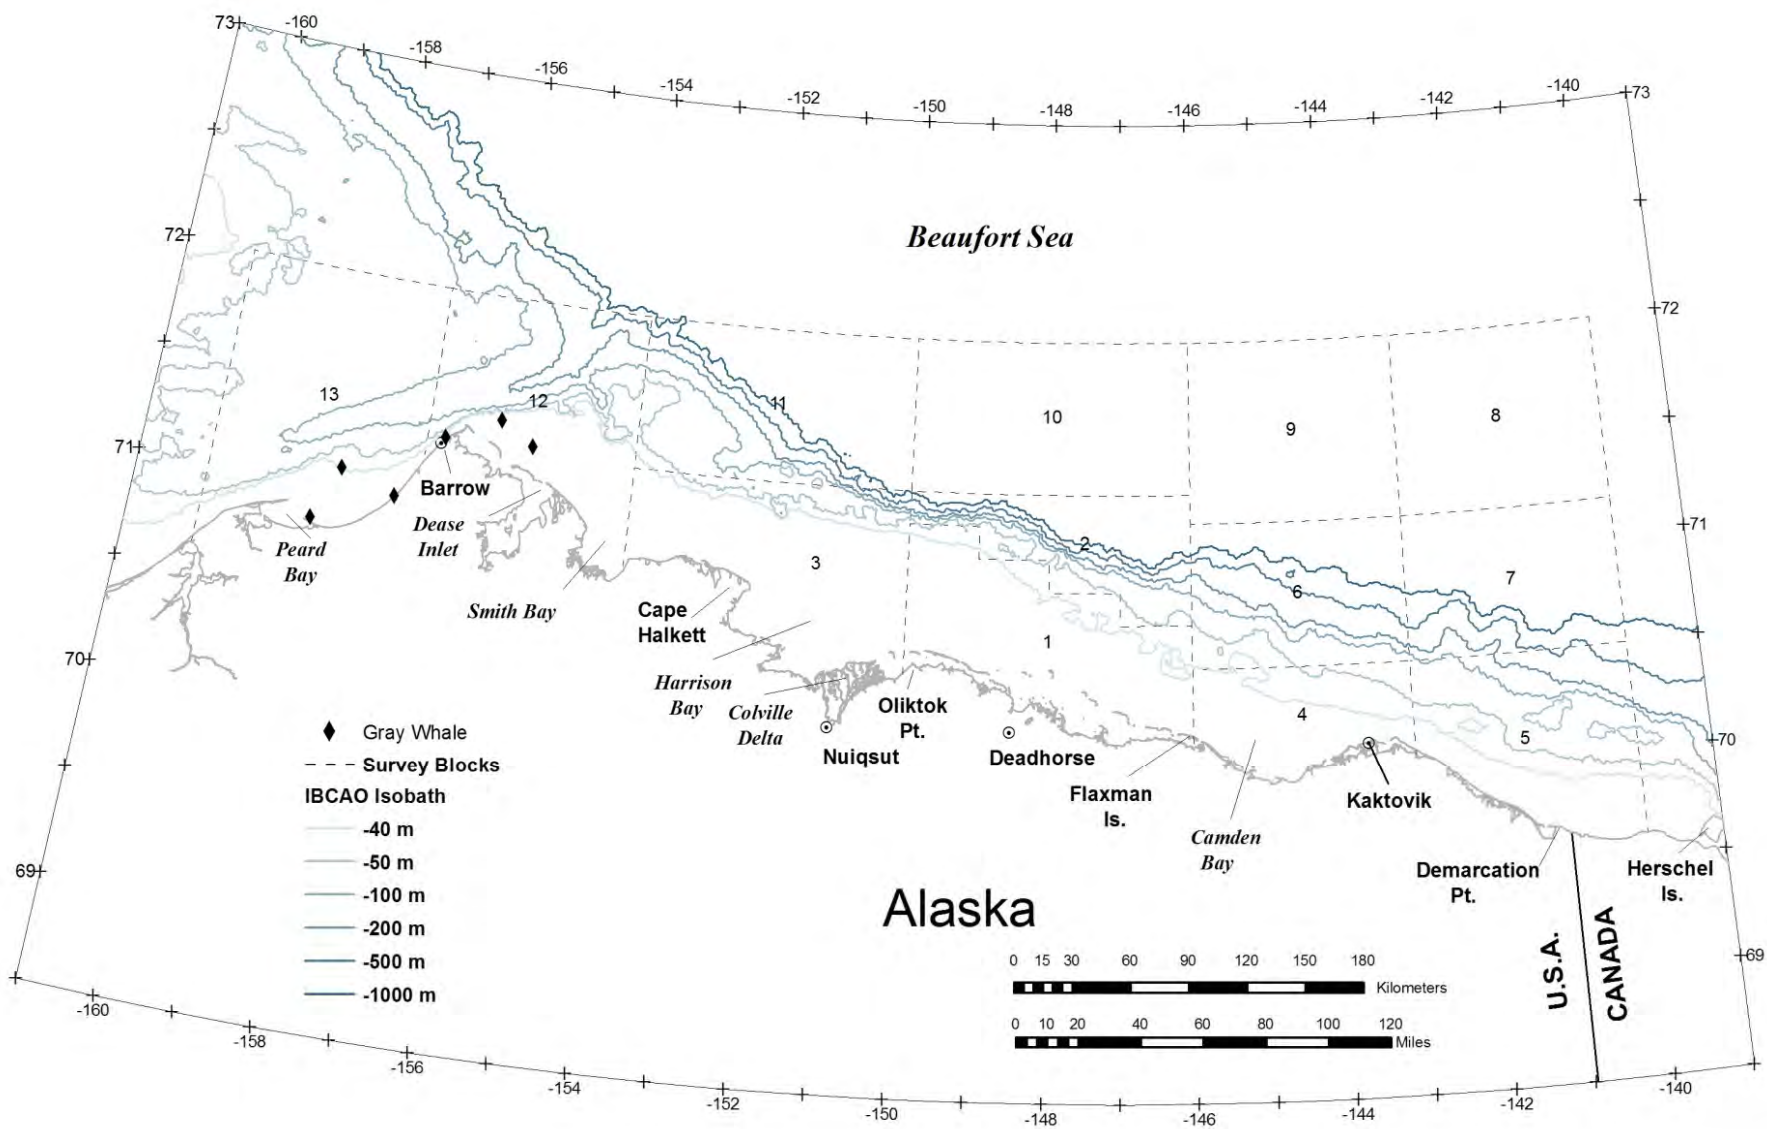 73
-160
-158
-156
-154
-152
-150
-148
-146
-144
-142
-140
73
72
Beaufort Sea
72
13
12
11
10
9
8
71
Barrow
Dease
Inlet
Peard
Bay
Smith Bay
3
2
6
7
71
Cape
Halkett
1
70
Harrison
Bay
Colville
Delta
Oliktok
Pt.
Nuiqsut
Deadhorse
4
5
70
Flaxman
Is.
Kaktovik
Camden
Bay
Demarcation
Pt.
Herschel
Is.
Gray Whale
Survey Blocks
IBCAO Isobath
-40 m
-50 m
-100 m
-200 m
-500 m
-1000 m
69
Alaska
U.S.A.
CANADA
69
0 15 30 60 90 120 150 180
Kilometers
0 10 20 40 60 80 100 120
Miles
-160
-158
-156
-154
-152
-150
-148
-146
-144
-142
-140